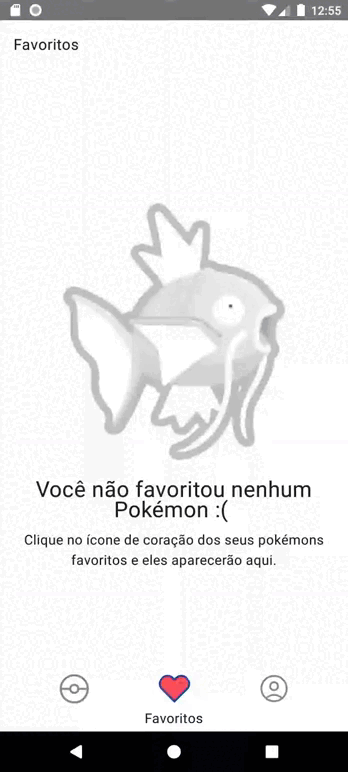 12:55
Favoritos
Você não favoritou nenhum
Pokémon :(
Clique no ícone de coração dos seus pokémons
favoritos e eles aparecerão aqui.
Favoritos